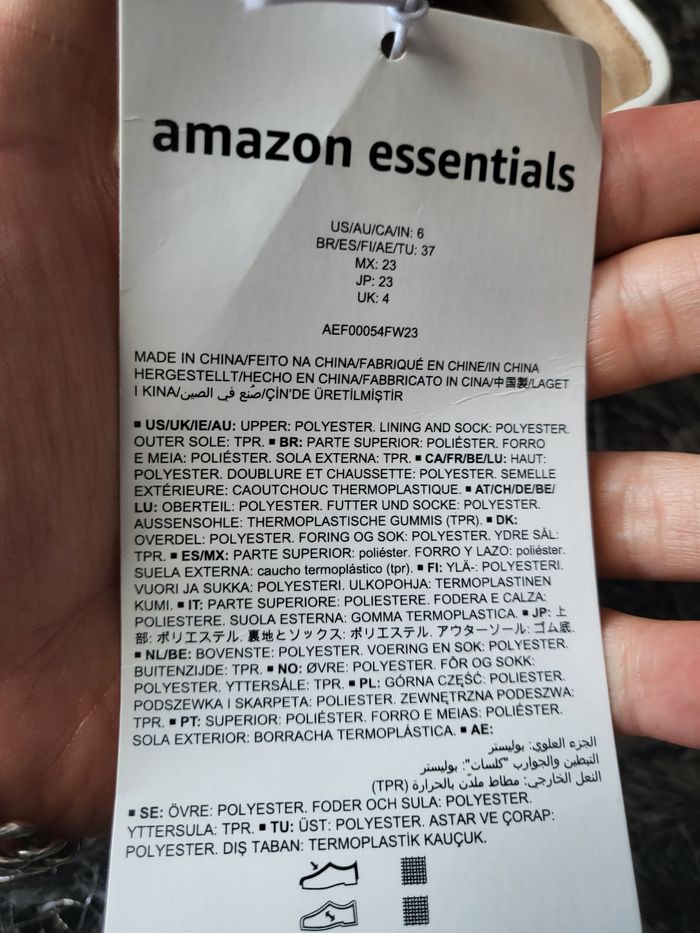 amazon essentials
US/AU/CA/IN: 6
BR/ES/FI/AE/TU: 37
MX: 23
JP: 23
UK: 4
AEF00054FW23
MADE IN CHINA/FEITO NA CHINA/FABRIQUÉ EN CHINE/IN CHINA
HERGESTELLT/HECHO EN CHINA/FABBRICATO IN CINA/中国製/LAGET
I KINA/صُنع في الصين/ÇİN'DE ÜRETİLMİŞTİR
▪ US/UK/IE/AU: UPPER: POLYESTER. LINING AND SOCK: POLYESTER.
OUTER SOLE: TPR. ▪ BR: PARTE SUPERIOR: POLIÉSTER. FORRO
E MEIA: POLIÉSTER. SOLA EXTERNA: TPR. ▪ CA/FR/BE/LU: HAUT:
POLYESTER. DOUBLURE ET CHAUSSETTE: POLYESTER. SEMELLE
EXTÉRIEURE: CAOUTCHOUC THERMOPLASTIQUE. ▪ AT/CH/DE/BE/
LU: OBERTEIL: POLYESTER. FUTTER UND SOCKE: POLYESTER.
AUSSENSOHLE: THERMOPLASTISCHE GUMMIS (TPR). ▪ DK:
OVERDEL: POLYESTER. FORING OG SOK: POLYESTER. YDRE SÅL:
TPR. ▪ ES/MX: PARTE SUPERIOR: poliéster. FORRO Y LAZO: poliéster.
SUELA EXTERNA: caucho termoplástico (tpr). ▪ FI: YLÄ-: POLYESTERI.
VUORI JA SUKKA: POLYESTERI. ULKOPOHJA: TERMOPLASTINEN
KUMI. ▪ IT: PARTE SUPERIORE: POLIESTERE. FODERA E CALZA:
POLIESTERE. SUOLA ESTERNA: GOMMA TERMOPLASTICA. ▪ JP: 上
部: ポリエステル. 裏地とソックス: ポリエステル. アウターソール: ゴム底.
▪ NL/BE: BOVENSTE: POLYESTER. VOERING EN SOK: POLYESTER.
BUITENZIJDE: TPR. ▪ NO: ØVRE: POLYESTER. FÔR OG SOKK:
POLYESTER. YTTERSÅLE: TPR. ▪ PL: GÓRNA CZĘŚĆ: POLIESTER.
PODSZEWKA I SKARPETA: POLIESTER. ZEWNĘTRZNA PODESZWA:
TPR. ▪ PT: SUPERIOR: POLIÉSTER. FORRO E MEIAS: POLIÉSTER.
SOLA EXTERIOR: BORRACHA TERMOPLÁSTICA. ▪ AE:
الجزء العلوي: بوليستر
التبطين والجوارب "كلسات": بوليستر
النعل الخارجي: مطاط ملدّن بالحرارة (TPR)
▪ SE: ÖVRE: POLYESTER. FODER OCH SULA: POLYESTER.
YTTERSULA: TPR. ▪ TU: ÜST: POLYESTER. ASTAR VE ÇORAP:
POLYESTER. DIŞ TABAN: TERMOPLASTİK KAUÇUK.